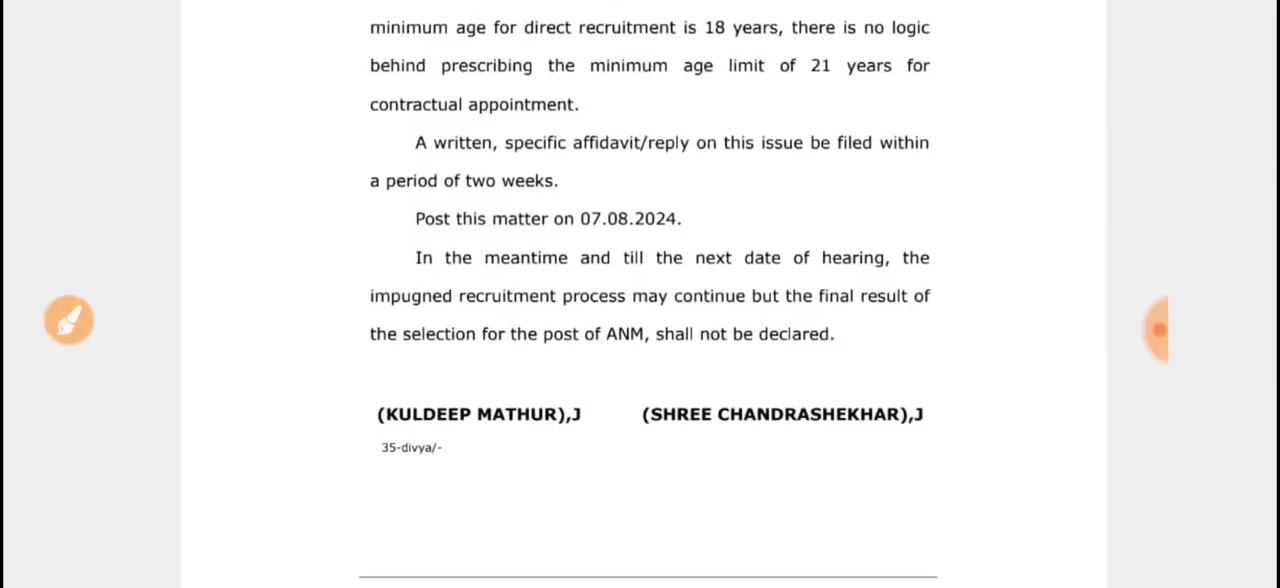 minimum age for direct recruitment is 18 years, there is no logic
behind prescribing the minimum age limit of 21 years for
contractual appointment.
A written, specific affidavit/reply on this issue be filed within
a period of two weeks.
Post this matter on 07.08.2024.
In the meantime and till the next date of hearing, the
impugned recruitment process may continue but the final result of
the selection for the post of ANM, shall not be declared.
(KULDEEP MATHUR),J (SHREE CHANDRASHEKHAR),J
35-divya/-